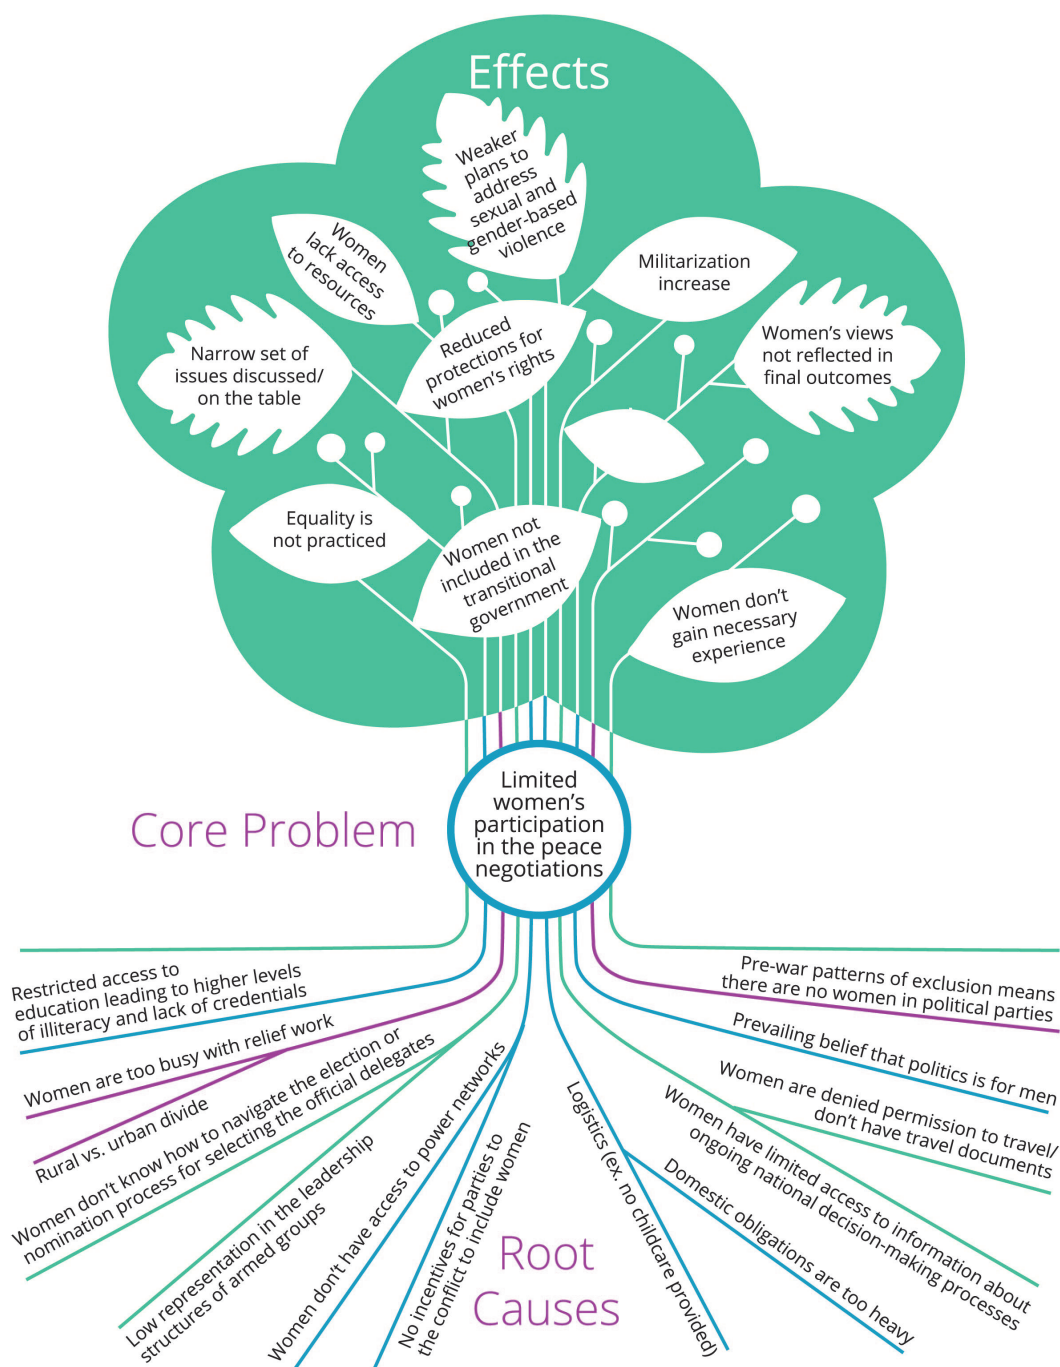 Effects
Weaker
plans to
address
sexual and
gender-based
violence
Women
lack access
to resources
Militarization
increase
Reduced
protections for
women's rights
Narrow set of
issues discussed/
on the table
Women’s views
not reflected in
final outcomes
Equality is
not practiced
Women not
included in the
transitional
government
Women don’t
gain necessary
experience
Core Problem
Limited
women’s
participation
in the peace
negotiations
Restricted access to
education leading to higher levels
of illiteracy and lack of credentials
Women are too busy with relief work
Rural vs. urban divide
Women don’t know how to navigate the election or
nomination process for selecting the official delegates
Low representation in the leadership
structures of armed groups
Women don’t have access to power networks
No incentives for parties to
the conflict to include women
Root
Causes
Logistics (ex. no childcare provided)
Domestic obligations are too heavy
Women have limited access to information about
ongoing national decision-making processes
Women are denied permission to travel/
don’t have travel documents
Prevailing belief that politics is for men
Pre-war patterns of exclusion means
there are no women in political parties